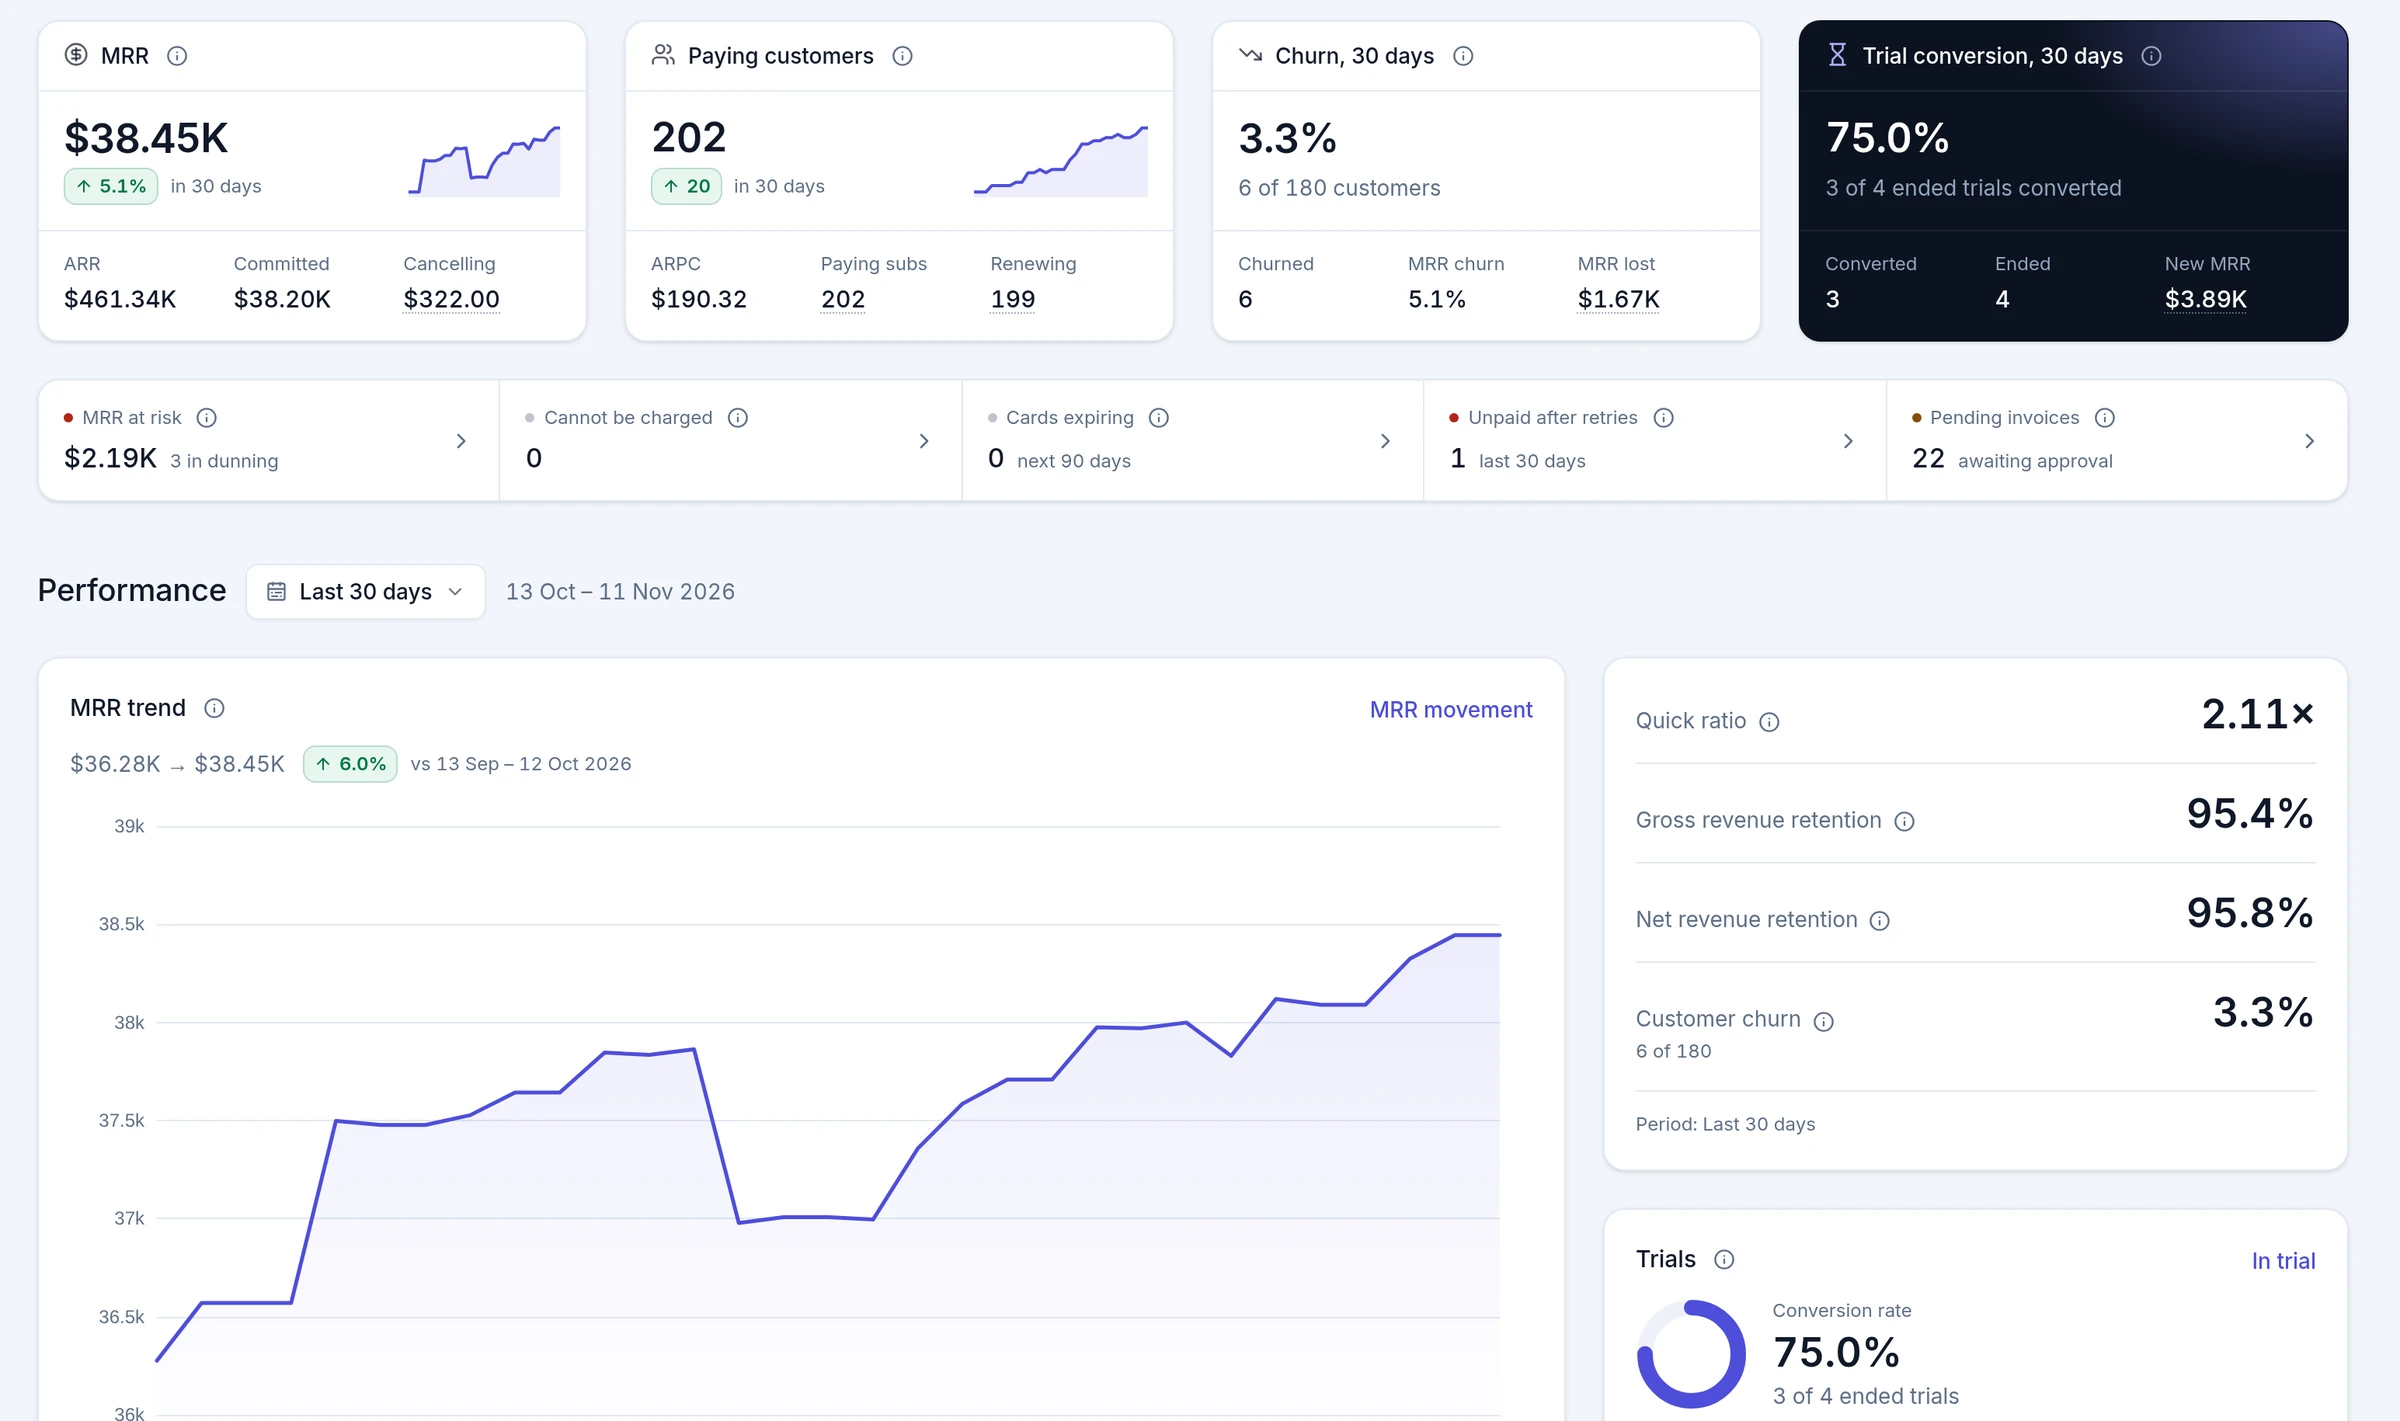 MRR
$38.45K
↑ 5.1% in 30 days
ARR Committed Cancelling
$461.34K $38.20K $322.00
Paying customers
202
↑ 20 in 30 days
ARPC Paying subs Renewing
$190.32 202 199
Churn, 30 days
3.3%
6 of 180 customers
Churned MRR churn MRR lost
6 5.1% $1.67K
Trial conversion, 30 days
75.0%
3 of 4 ended trials converted
Converted Ended New MRR
3 4 $3.89K
MRR at risk
$2.19K 3 in dunning
Cannot be charged
0
Cards expiring
0 next 90 days
Unpaid after retries
1 last 30 days
Pending invoices
22 awaiting approval
Performance Last 30 days 13 Oct – 11 Nov 2026
MRR trend MRR movement
$36.28K → $38.45K ↑ 6.0% vs 13 Sep – 12 Oct 2026
39k
38.5k
38k
37.5k
37k
36.5k
36k
Quick ratio 2.11×
Gross revenue retention 95.4%
Net revenue retention 95.8%
Customer churn 3.3%
6 of 180
Period: Last 30 days
Trials In trial
Conversion rate
75.0%
3 of 4 ended trials